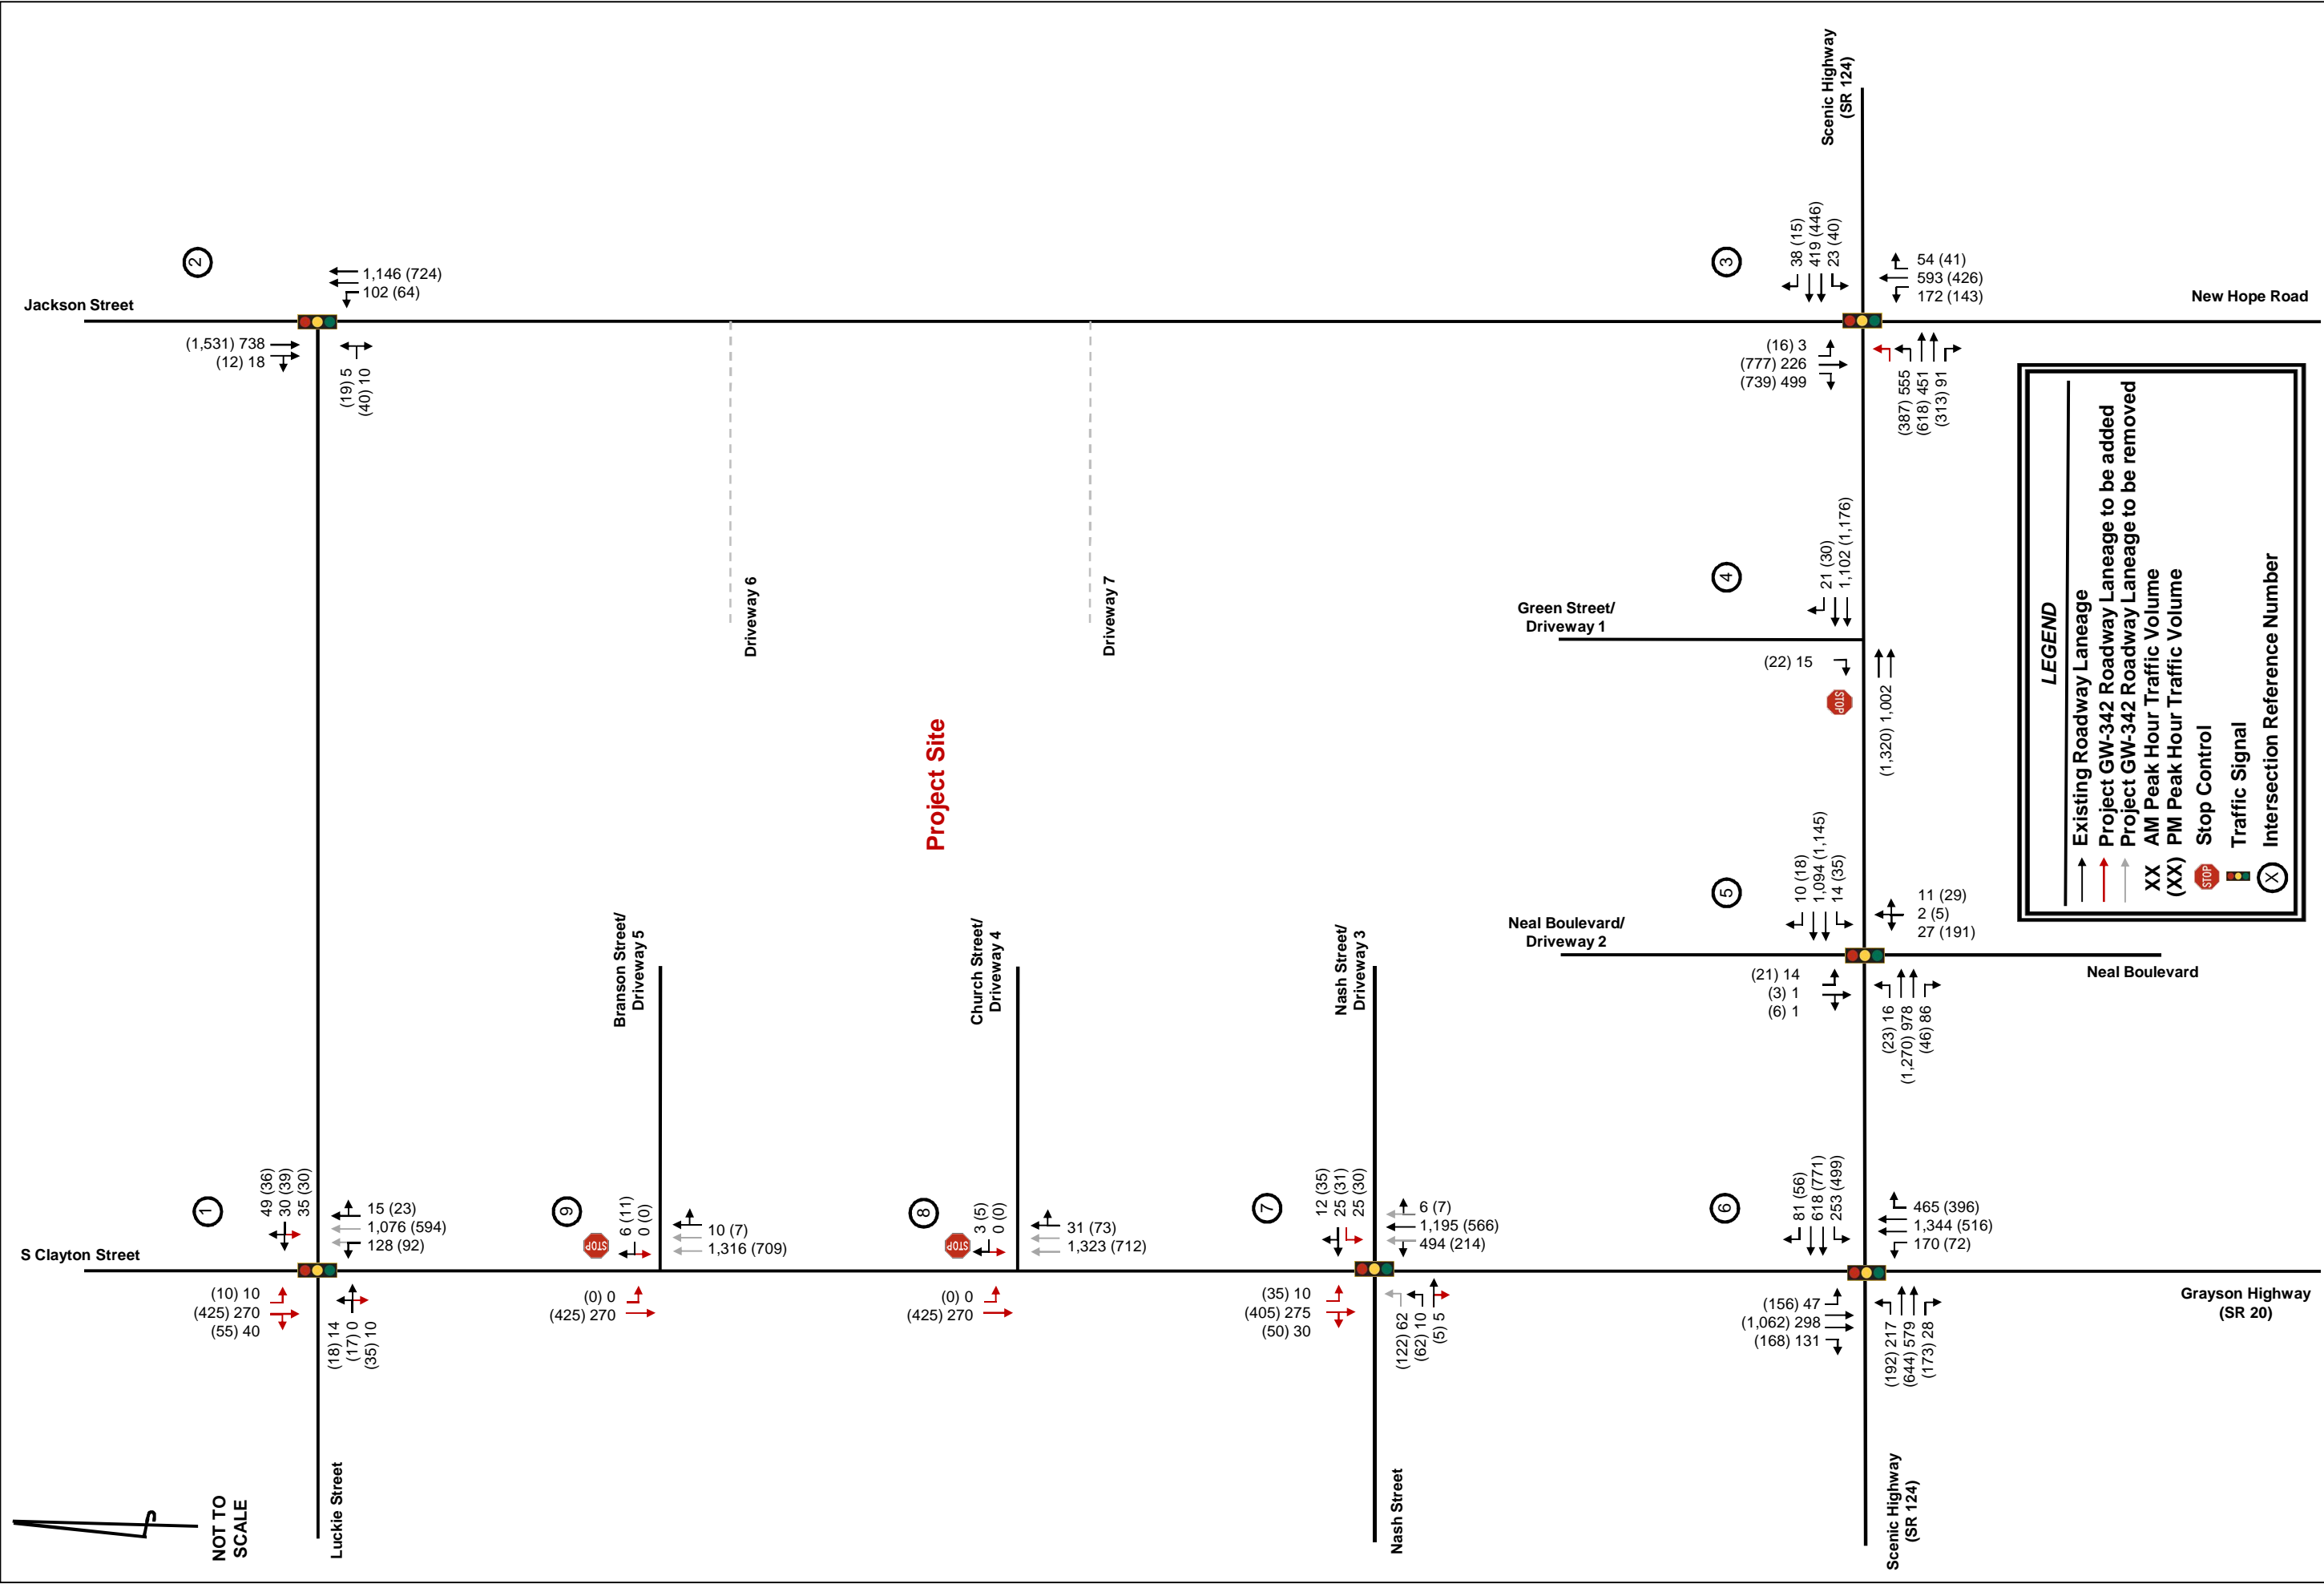 Jackson Street
2
1,146 (724)
102 (64)
(1,531) 738
(12) 18
(19) 5
(40) 10
Scenic Highway
(SR 124)
3
38 (15)
419 (446)
23 (40)
54 (41)
593 (426)
172 (143)
New Hope Road
(16) 3
(777) 226
(739) 499
(387) 555
(618) 451
(313) 91
Driveway 6
Driveway 7
Green Street/
Driveway 1
4
21 (30)
1,102 (1,176)
(22) 15
STOP
(1,320) 1,002
Project Site
Neal Boulevard/
Driveway 2
5
10 (18)
1,094 (1,145)
14 (35)
11 (29)
2 (5)
27 (191)
Neal Boulevard
(21) 14
(3) 1
(6) 1
(23) 16
(1,270) 978
(46) 86
Branson Street/
Driveway 5
Church Street/
Driveway 4
Nash Street/
Driveway 3
S Clayton Street
1
49 (36)
30 (39)
35 (30)
15 (23)
1,076 (594)
128 (92)
(10) 10
(425) 270
(55) 40
(18) 14
(17) 0
(35) 10
Luckie Street
9
STOP
6 (11)
0 (0)
10 (7)
1,316 (709)
(0) 0
(425) 270
8
STOP
3 (5)
0 (0)
31 (73)
1,323 (712)
(0) 0
(425) 270
7
12 (35)
25 (31)
25 (30)
6 (7)
1,195 (566)
494 (214)
(35) 10
(405) 275
(50) 30
(122) 62
(62) 10
(5) 5
Nash Street
6
81 (56)
618 (771)
253 (499)
465 (396)
1,344 (516)
170 (72)
(156) 47
(1,062) 298
(168) 131
(192) 217
(644) 579
(173) 28
Grayson Highway
(SR 20)
Scenic Highway
(SR 124)
NOT TO
SCALE
LEGEND
Existing Roadway Laneage
Project GW-342 Roadway Laneage to be added
Project GW-342 Roadway Laneage to be removed
XX AM Peak Hour Traffic Volume
(XX) PM Peak Hour Traffic Volume
STOP Stop Control
Traffic Signal
X Intersection Reference Number